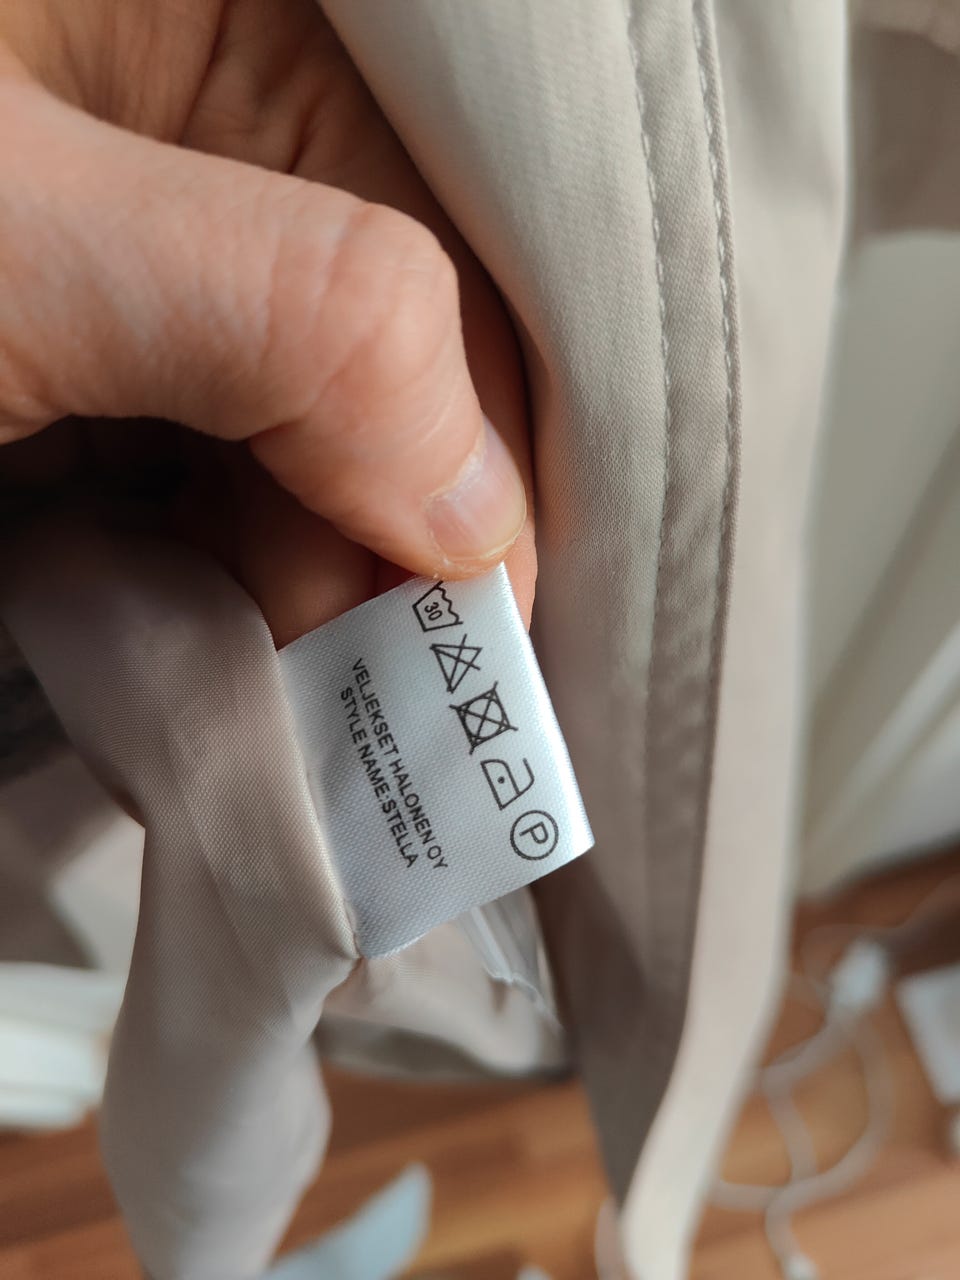 30
P
VELJEKSET HALONEN OY
STYLE NAME:STELLA